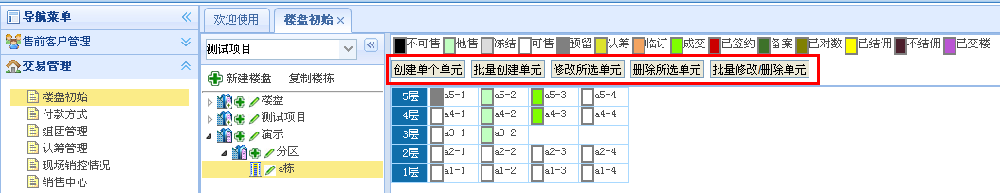 导航菜单
售前客户管理
交易管理
楼盘初始
付款方式
组团管理
认筹管理
现场销控情况
销售中心
欢迎使用 楼盘初始
测试项目
新建楼盘 复制楼栋
楼盘
测试项目
演示
分区
a栋
不可售 他售 冻结 可售 预留 认筹 临订 成交 已签约 备案 已对数 已结佣 不结佣 已交楼
创建单个单元 批量创建单元 修改所选单元 删除所选单元 批量修改/删除单元
5层 a5-1 a5-2 a5-3 a5-4
4层 a4-1 a4-2 a4-3 a4-4
3层 a3-1 a3-2
2层 a2-1 a2-2 a2-3 a2-4
1层 a1-1 a1-2 a1-3 a1-4